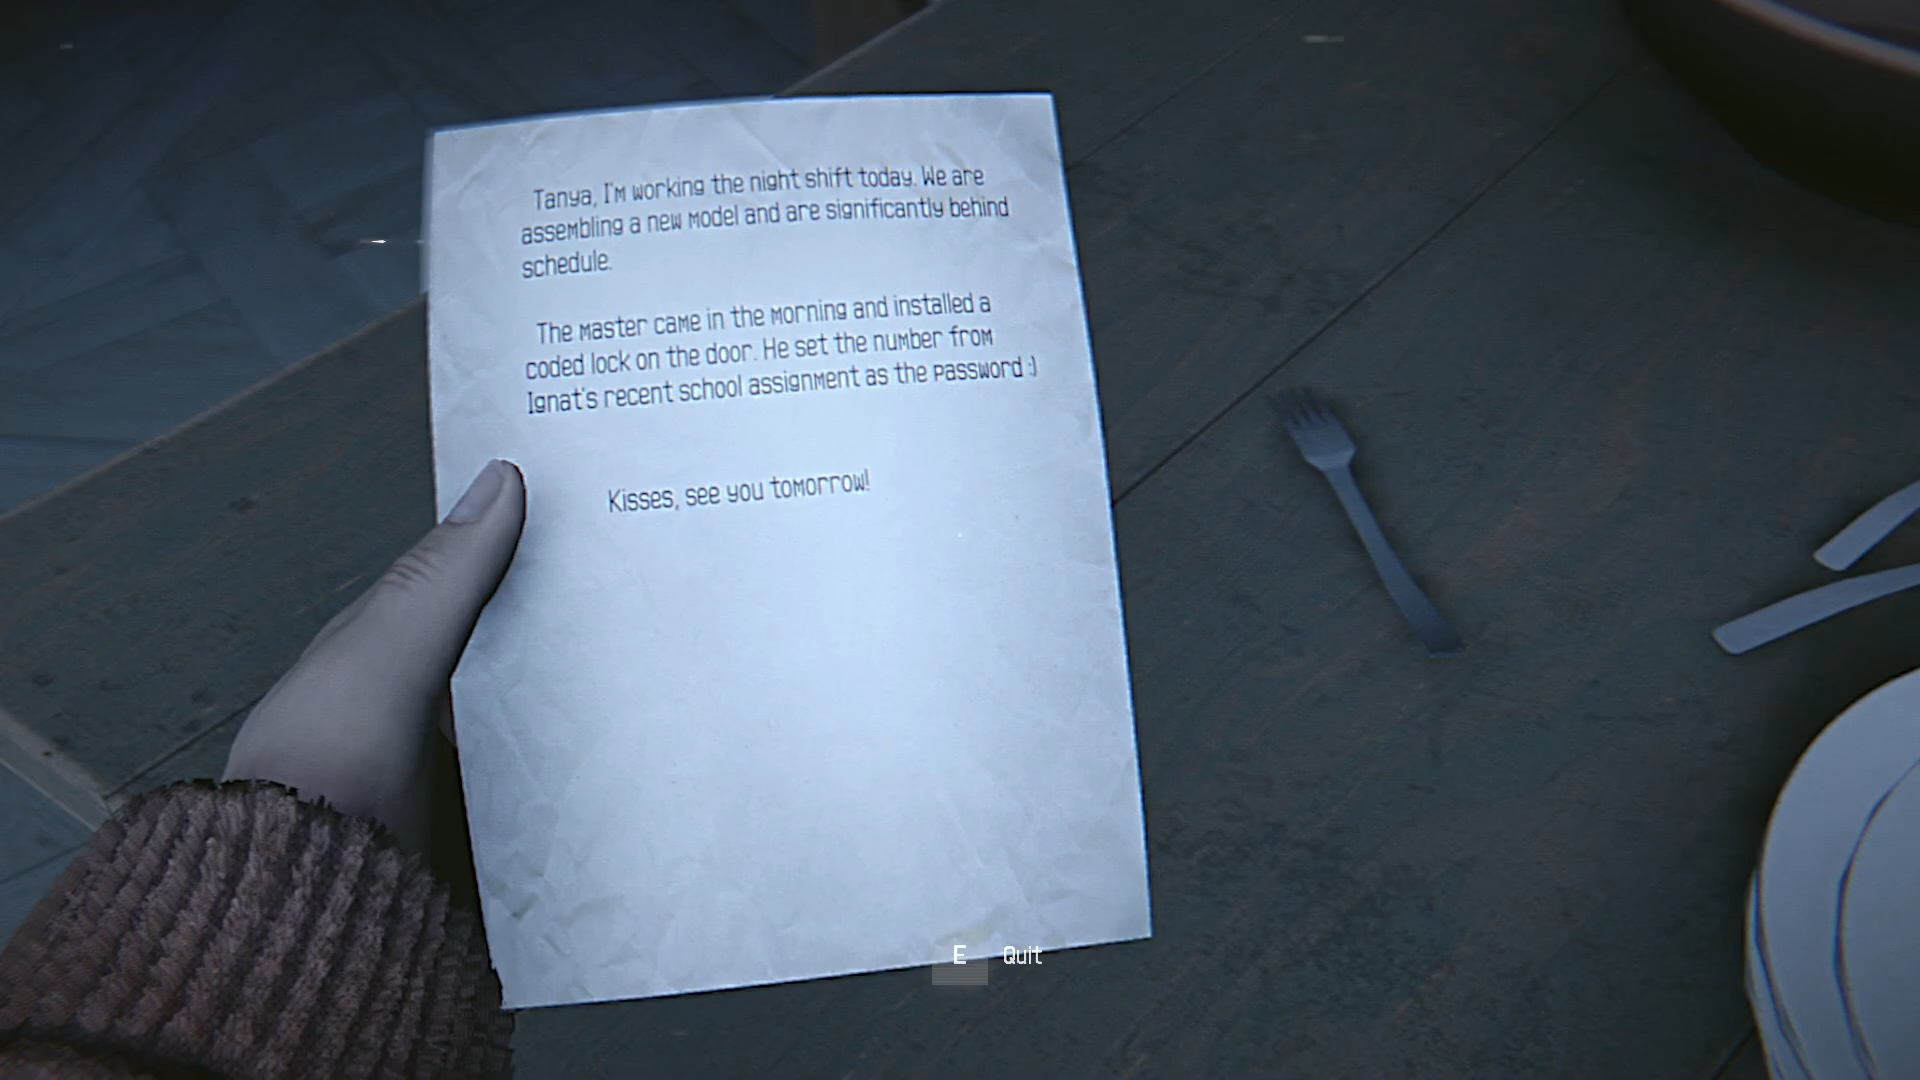 Tanya, I'm working the night shift today. We are
assembling a new model and are significantly behind
schedule.
The master came in the morning and installed a
coded lock on the door. He set the number from
Ignat's recent school assignment as the password :)
Kisses, see you tomorrow!
E Quit